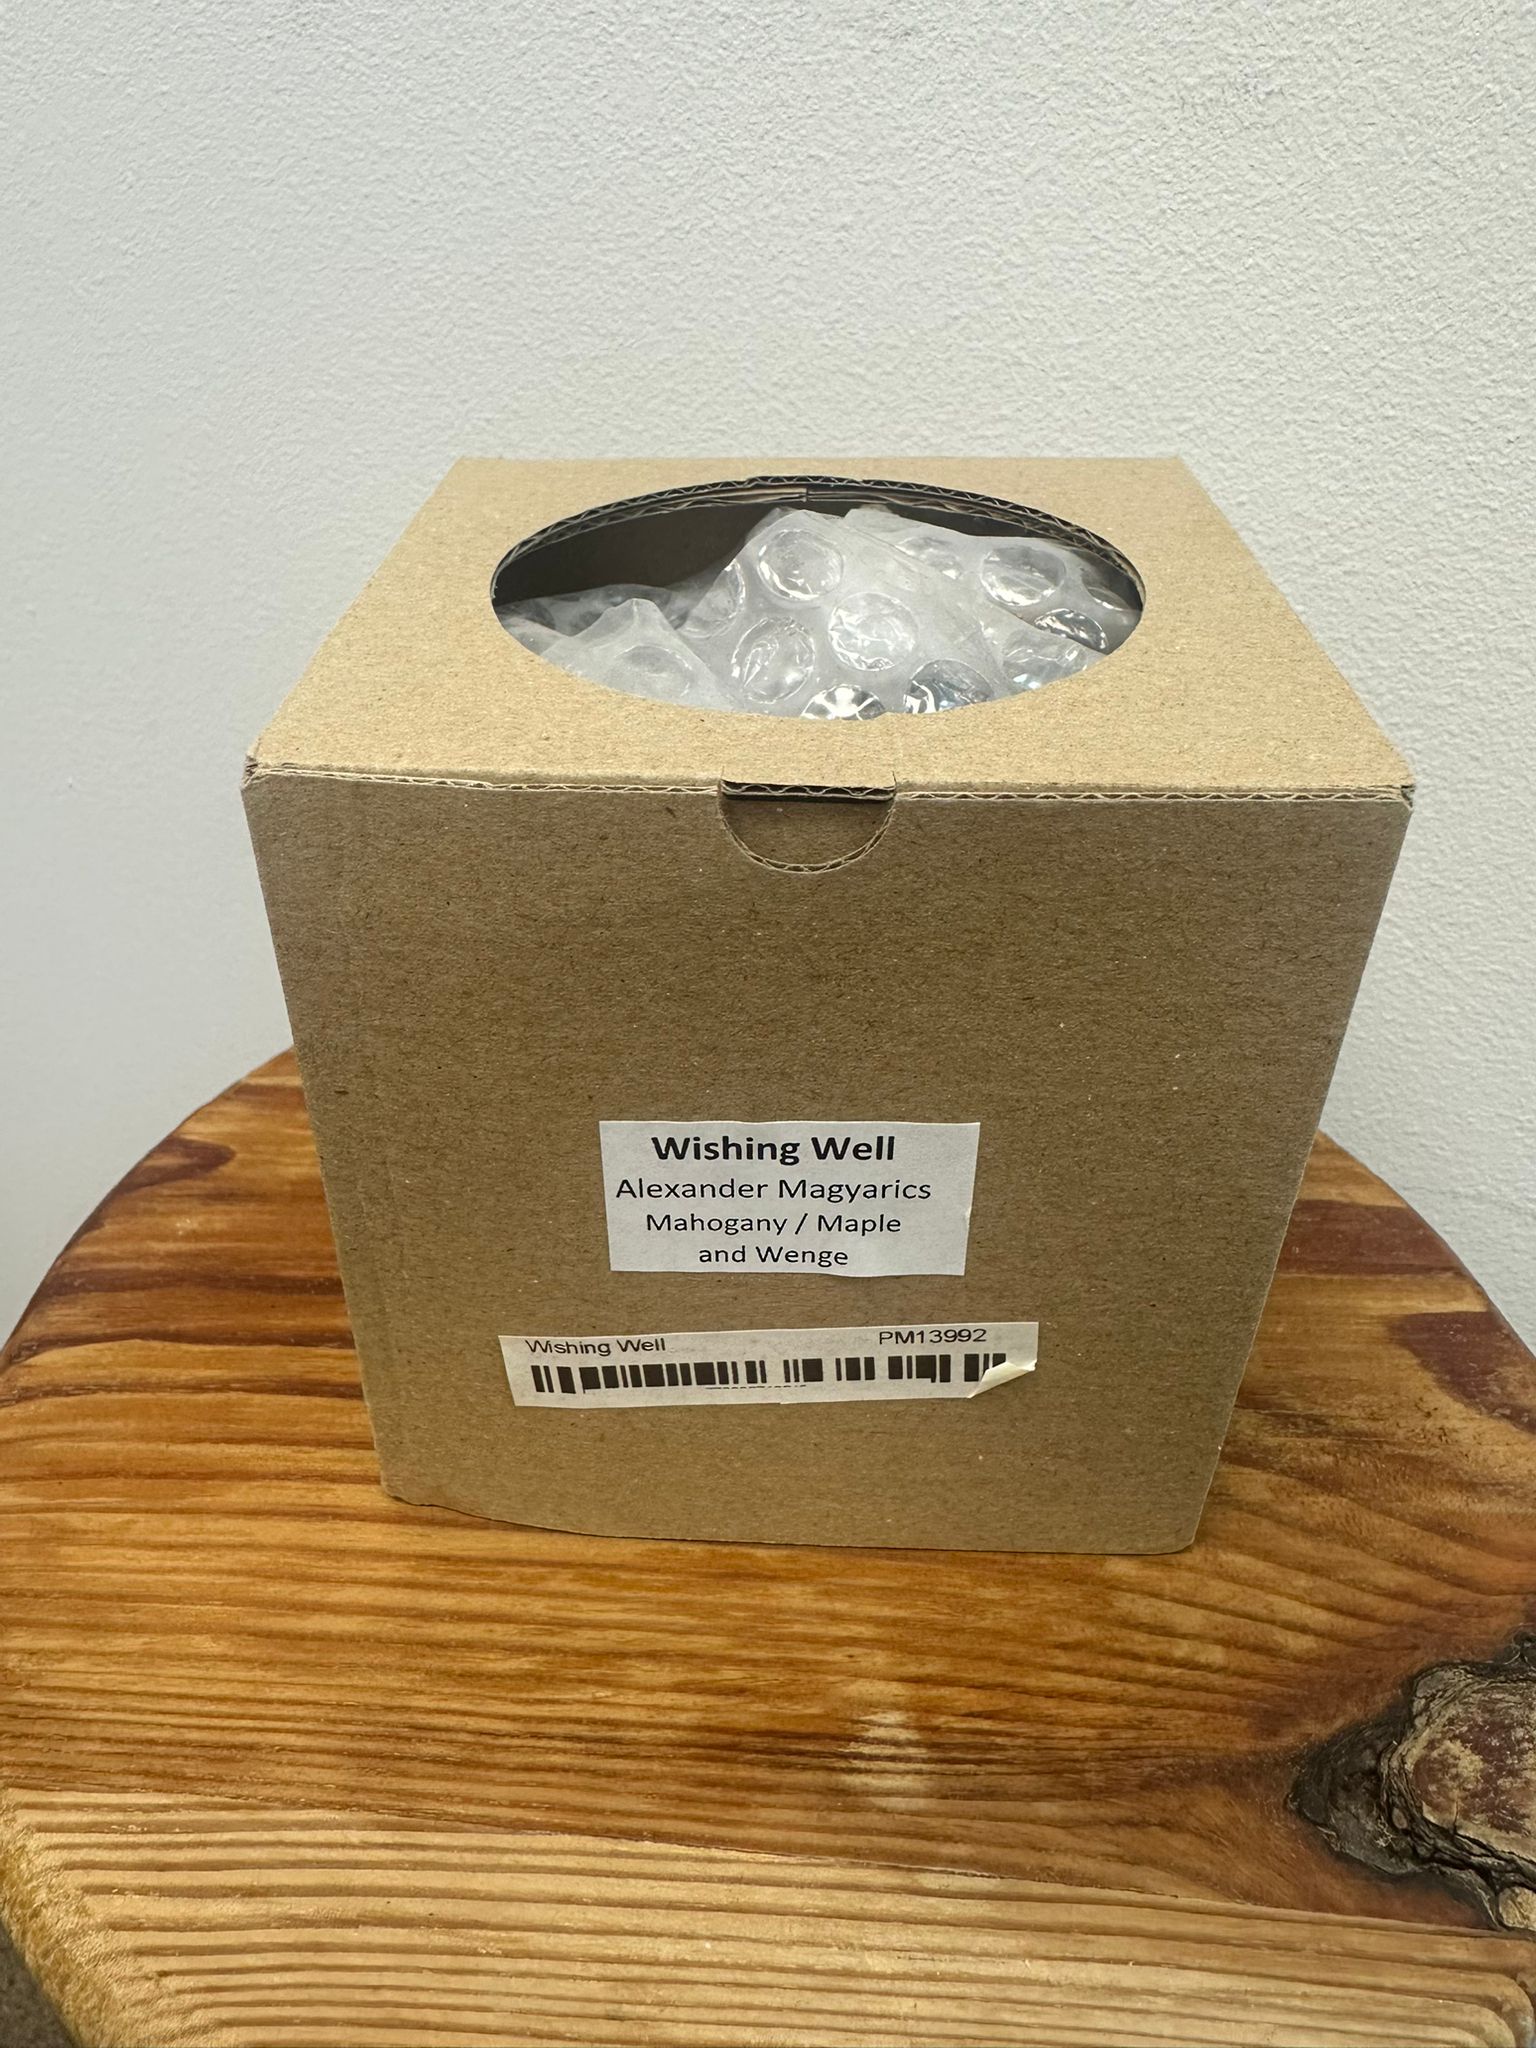 Wishing Well
Alexander Magyarics
Mahogany / Maple
and Wenge
Wishing Well PM13992